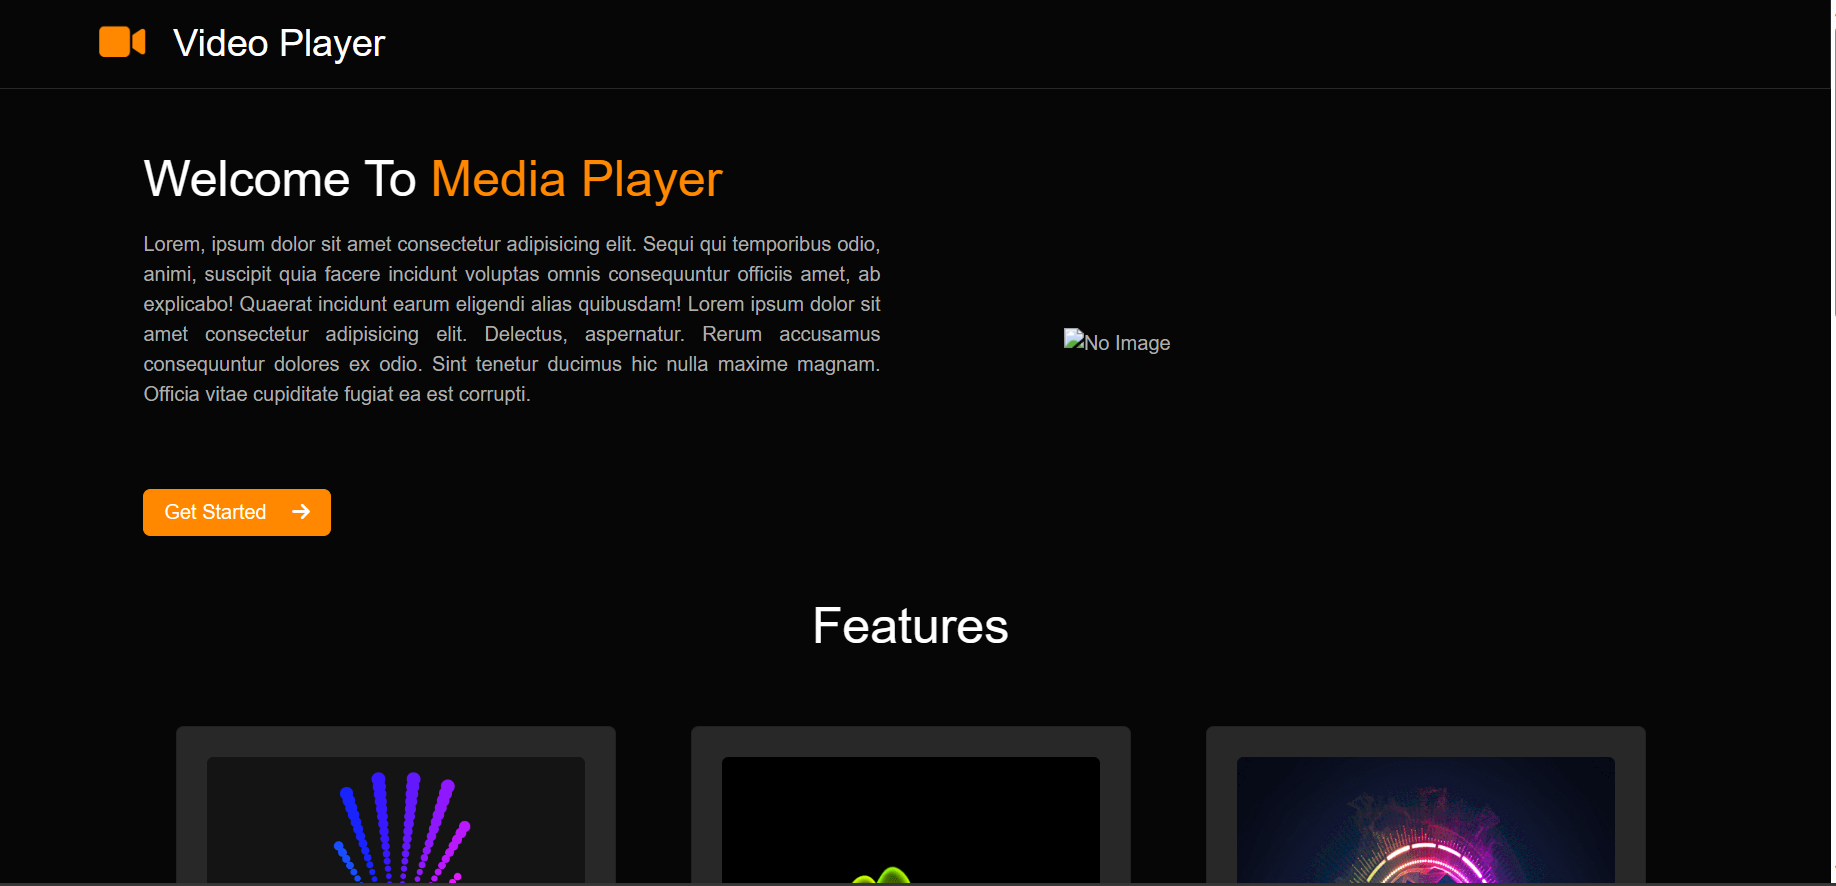 Video Player
Welcome To Media Player
Lorem, ipsum dolor sit amet consectetur adipisicing elit. Sequi qui temporibus odio,
animi, suscipit quia facere incidunt voluptas omnis consequuntur officiis amet, ab
explicabo! Quaerat incidunt earum eligendi alias quibusdam! Lorem ipsum dolor sit
amet consectetur adipisicing elit. Delectus, aspernatur. Rerum accusamus
consequuntur dolores ex odio. Sint tenetur ducimus hic nulla maxime magnam.
Officia vitae cupiditate fugiat ea est corrupti.
No Image
Get Started
Features